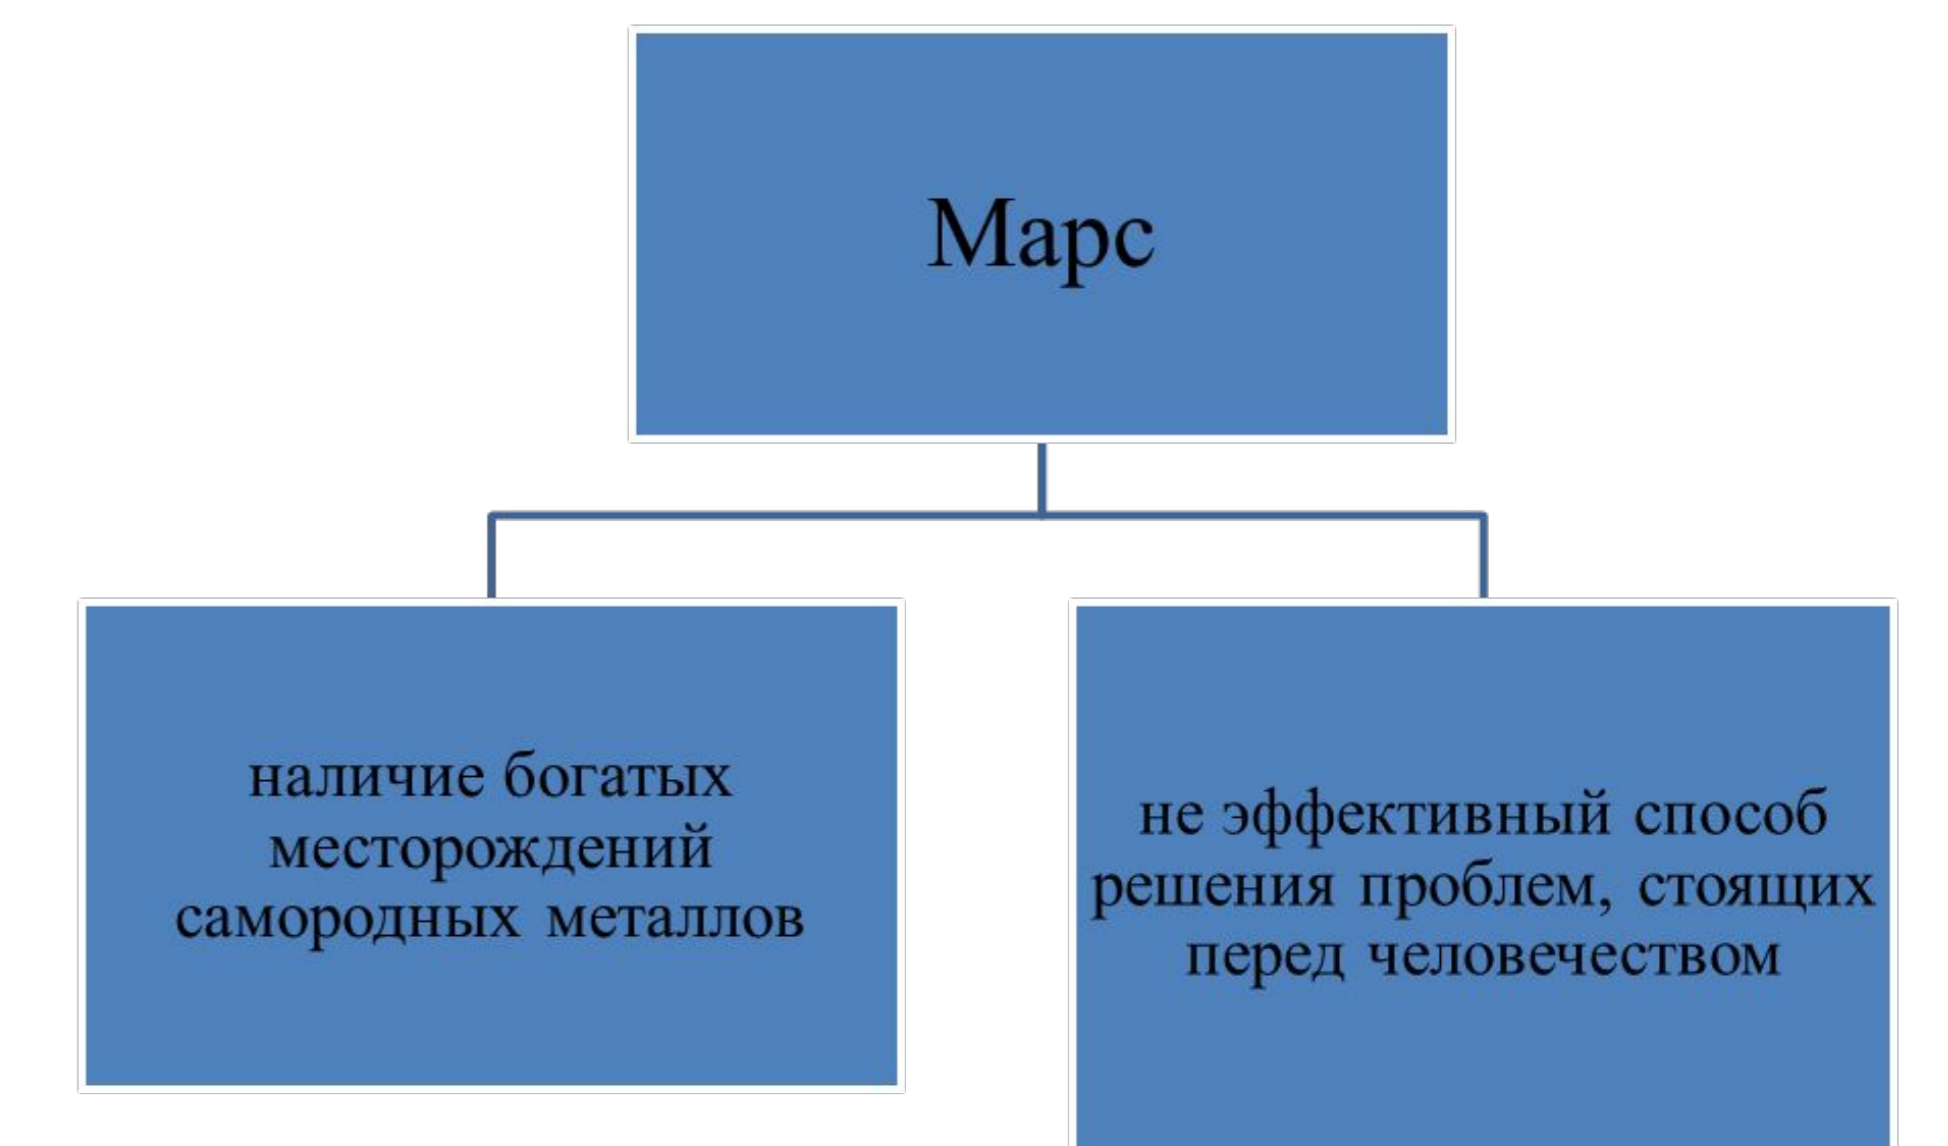 Марс
наличие богатых
месторождений
самородных металлов
не эффективный способ
решения проблем, стоящих
перед человечеством